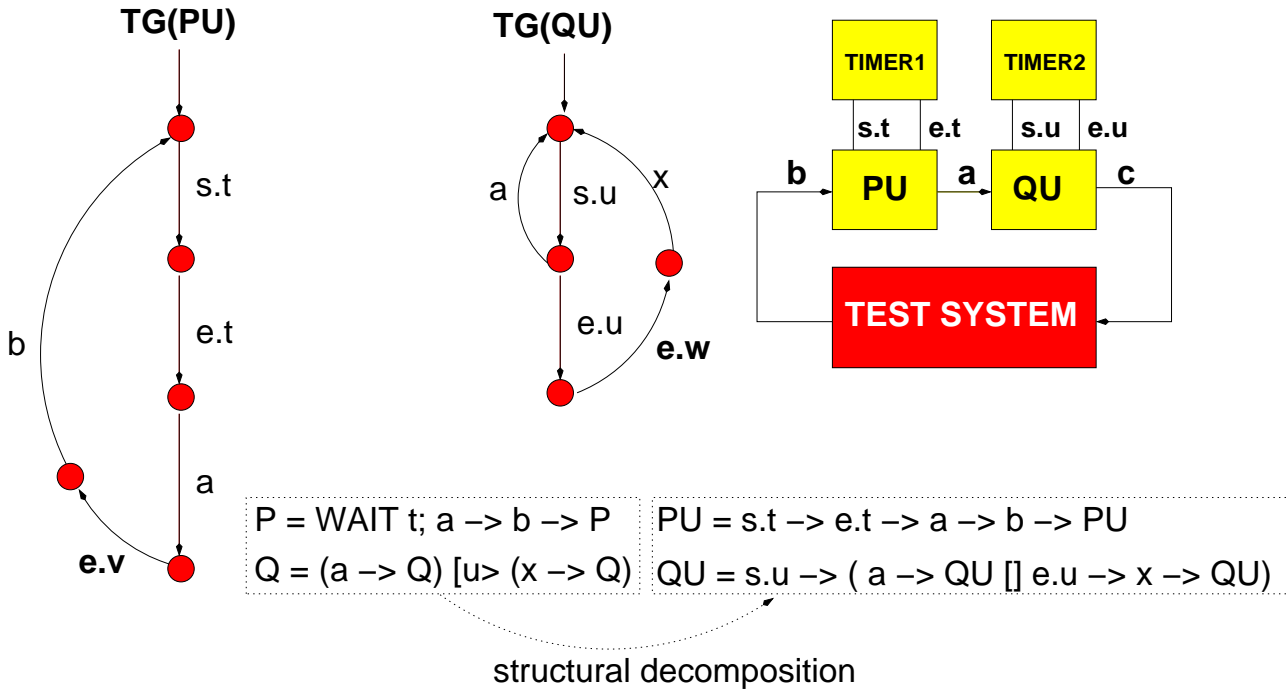 TG(PU)
s.t
e.t
b
a
e.v
TG(QU)
a
s.u
x
e.u
e.w
TIMER1
TIMER2
s.t
e.t
s.u
e.u
b
PU
a
QU
c
TEST SYSTEM
P = WAIT t; a –> b –> P
Q = (a –> Q) [u> (x –> Q)
PU = s.t –> e.t –> a –> b –> PU
QU = s.u –> ( a –> QU [] e.u –> x –> QU)
structural decomposition